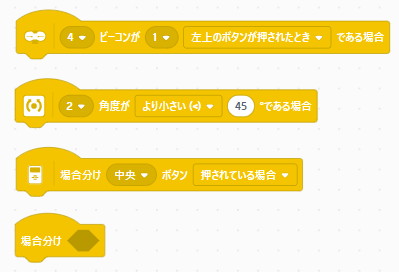 4 ビーコンが 1 左上のボタンが押されたとき である場合
2 角度が より小さい (<) 45 °である場合
場合分け 中央 ボタン 押されている場合
場合分け